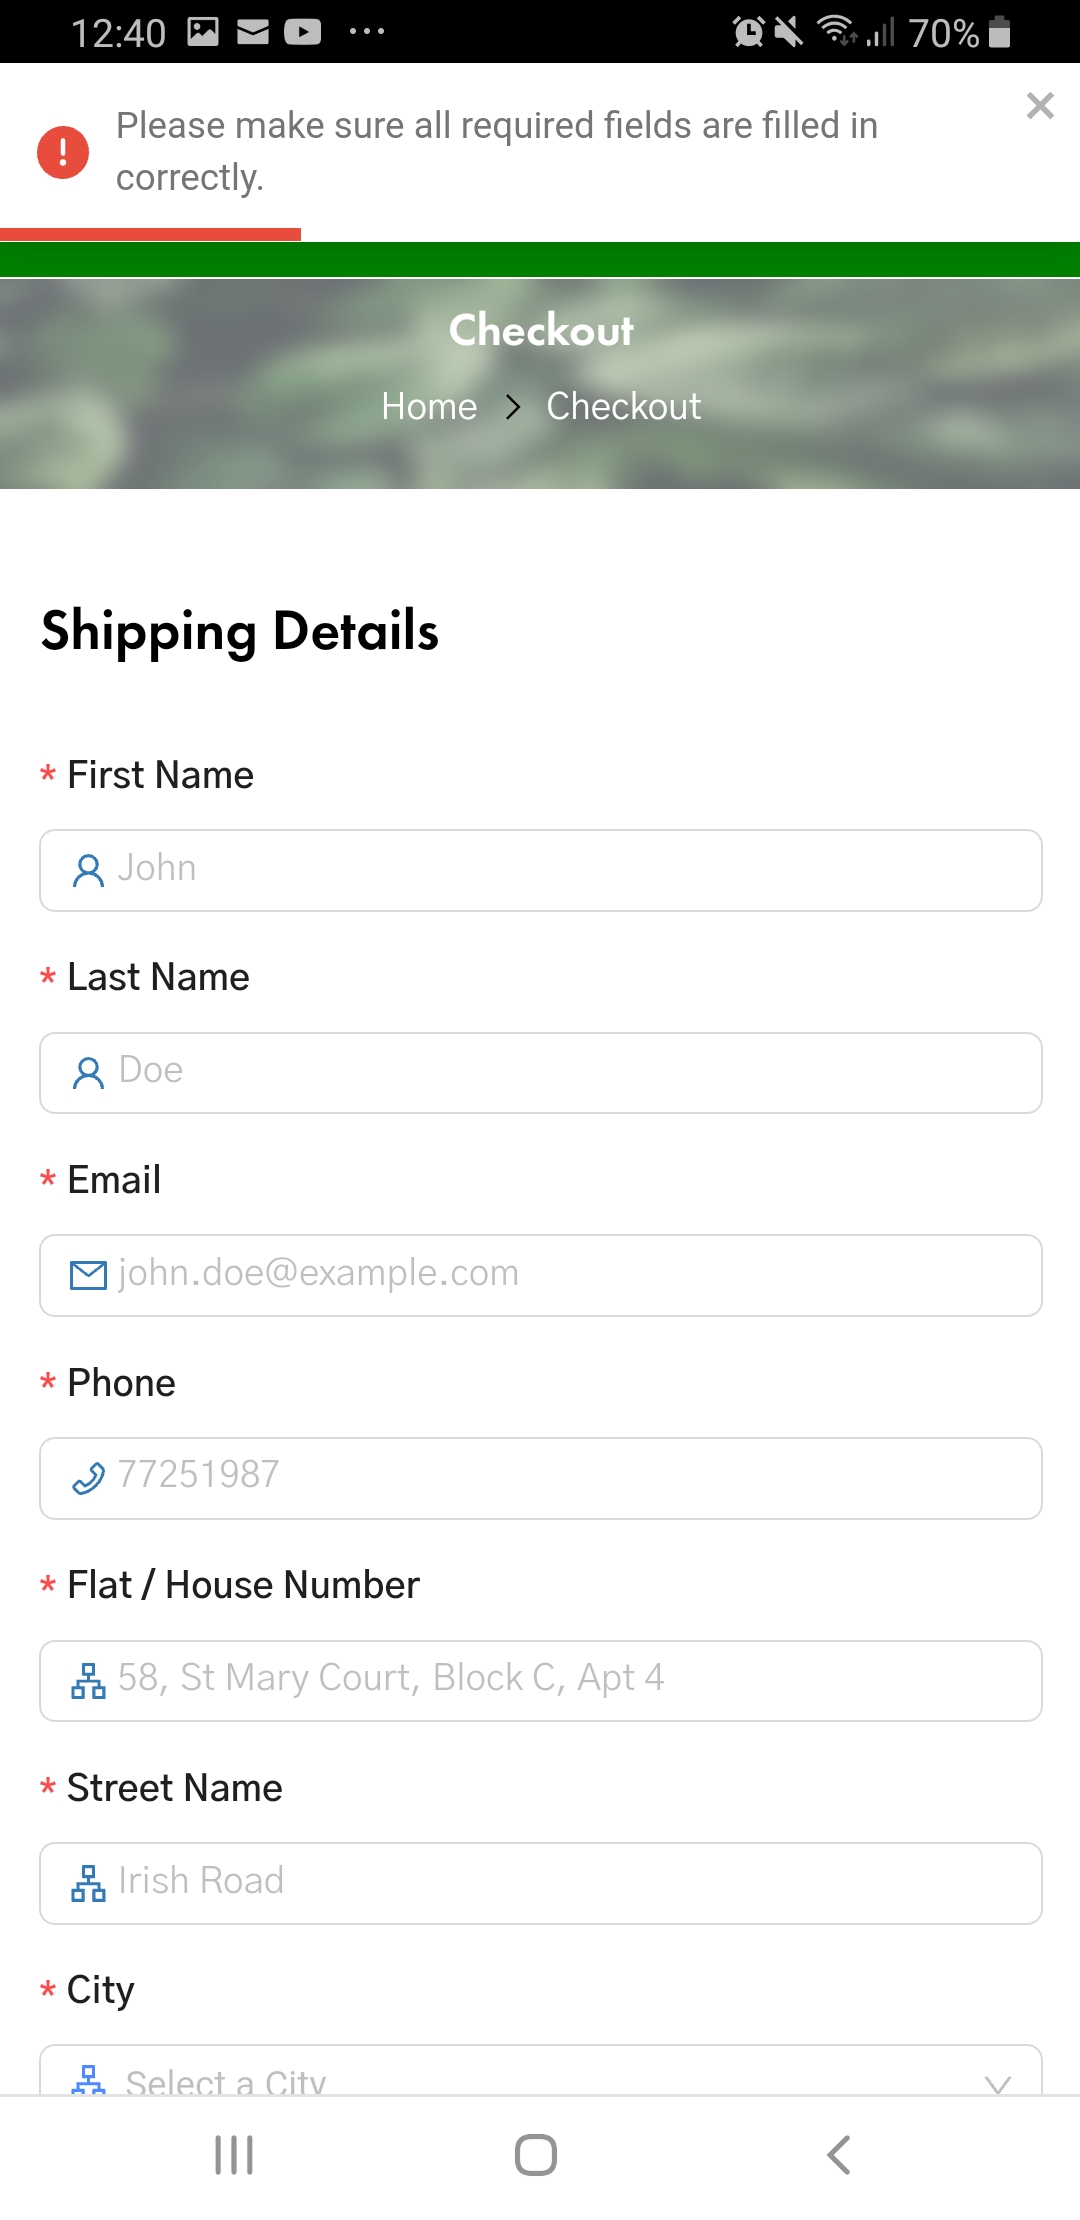 12:40
70%
Please make sure all required fields are filled in
correctly.
Checkout
Home > Checkout
Shipping Details
* First Name
John
* Last Name
Doe
* Email
john.doe@example.com
* Phone
77251987
* Flat / House Number
58, St Mary Court, Block C, Apt 4
* Street Name
Irish Road
* City
Select a City